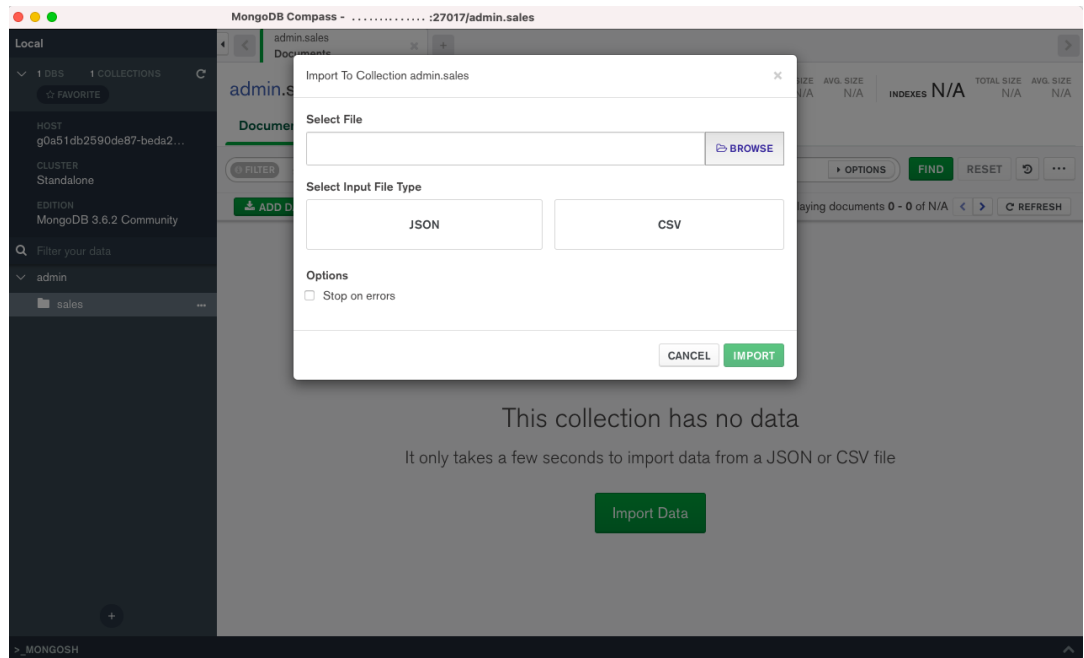 MongoDB Compass - .............. :27017/admin.sales
Local
1 DBS 1 COLLECTIONS
☆ FAVORITE
HOST
g0a51db2590de87-beda2...
CLUSTER
Standalone
EDITION
MongoDB 3.6.2 Community
Filter your data
admin
sales
>_MONGOSH
admin.sales
Documents
admin.s
SIZE AVG. SIZE
N/A N/A
INDEXES N/A
TOTAL SIZE AVG. SIZE
N/A N/A
Documen
FILTER
OPTIONS
FIND
RESET
ADD D
laying documents 0 - 0 of N/A
REFRESH
Import To Collection admin.sales
Select File
BROWSE
Select Input File Type
JSON
CSV
Options
Stop on errors
CANCEL
IMPORT
This collection has no data
It only takes a few seconds to import data from a JSON or CSV file
Import Data